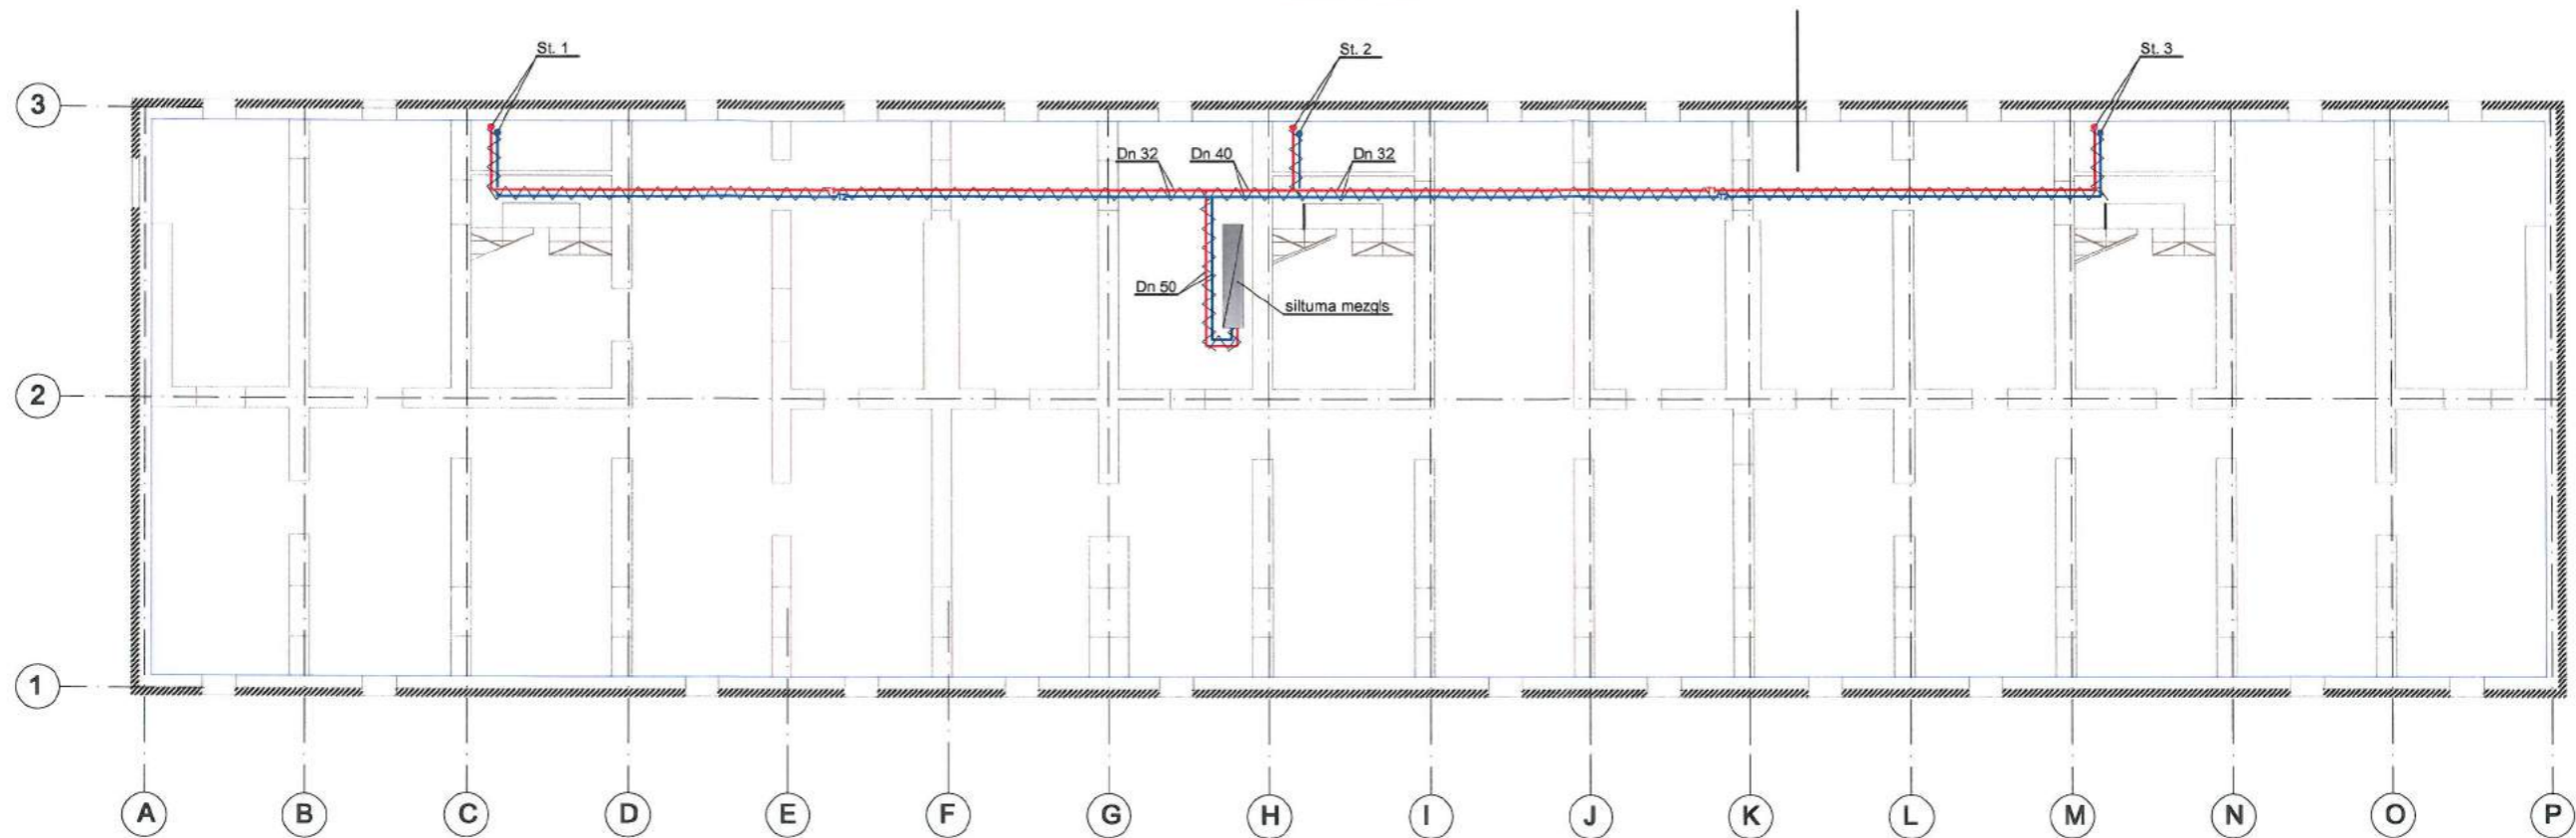 St. 1
St. 2
St. 3
3
Dn 32
Dn 40
Dn 32
Dn 50
siltuma mezgls
2
1
A
B
C
D
E
F
G
H
I
J
K
L
M
N
O
P